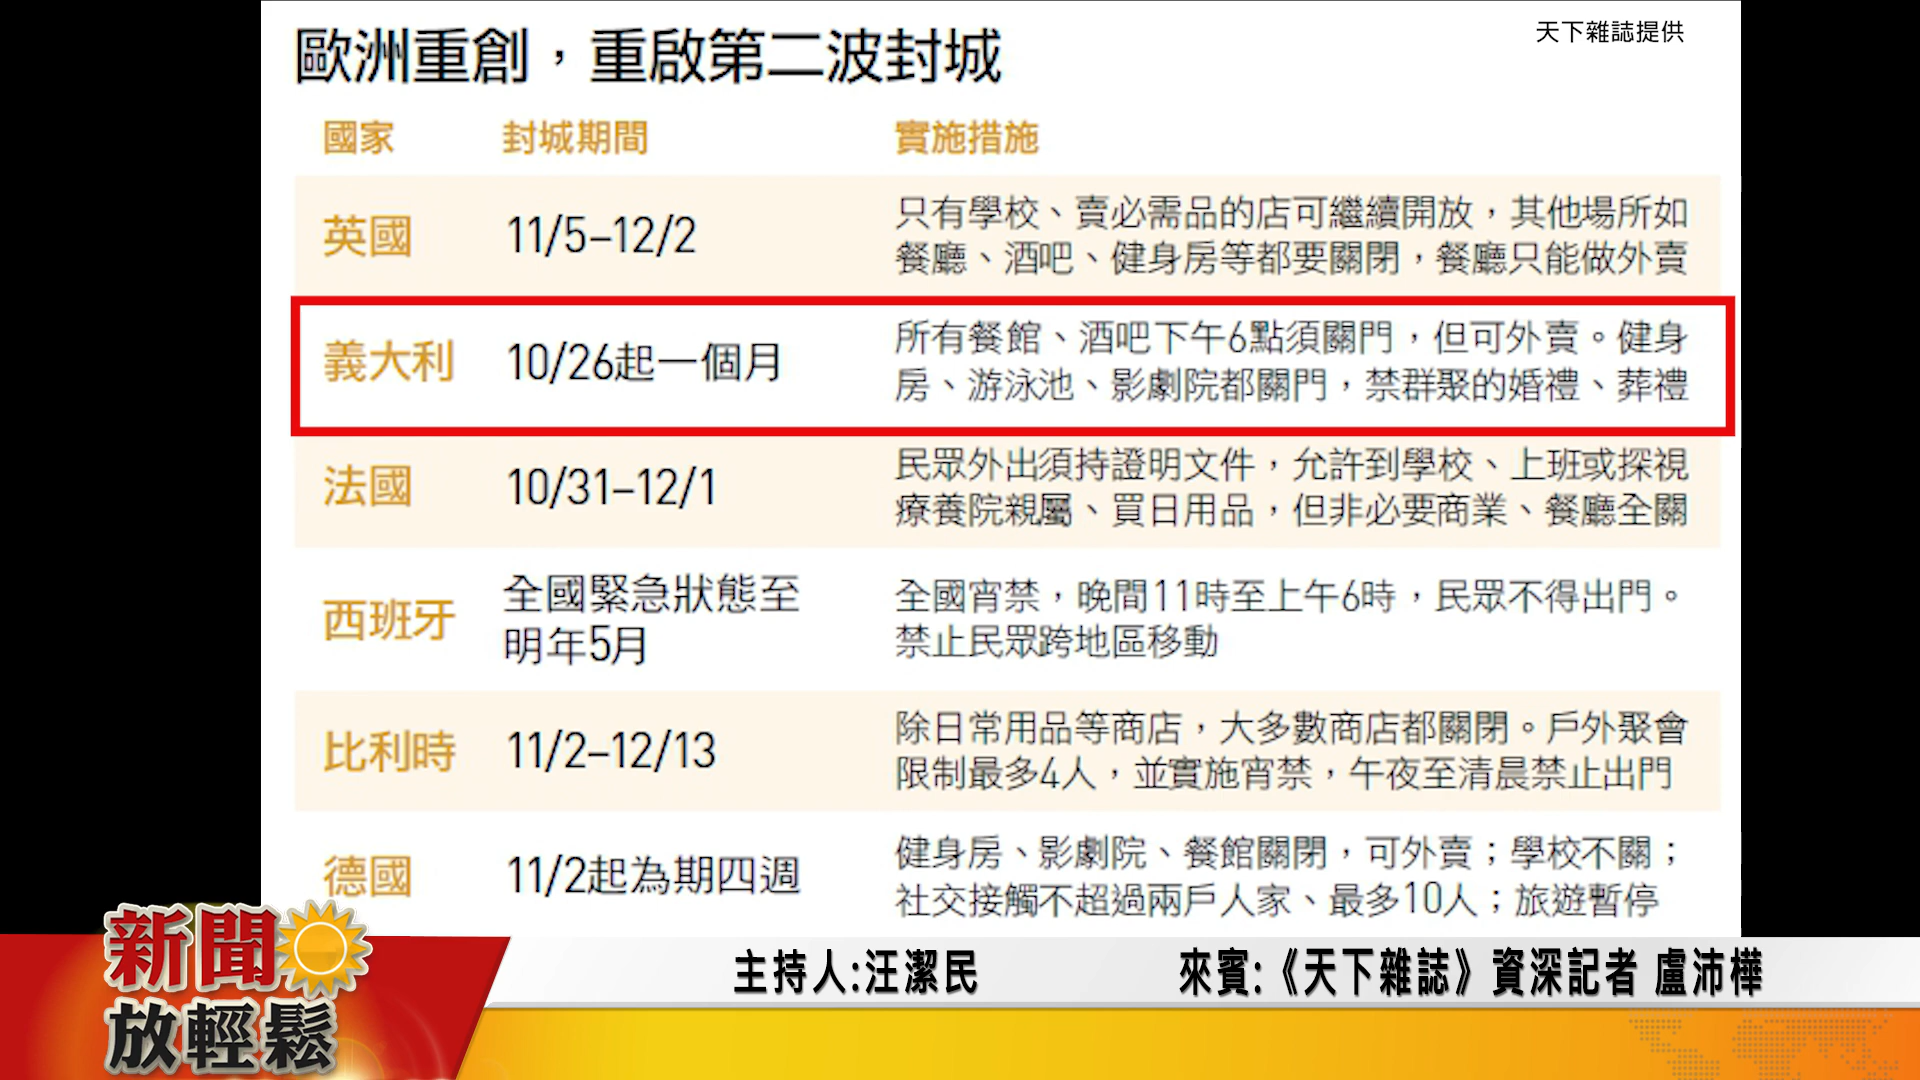 天下雜誌提供
歐洲重創，重啟第二波封城
國家 封城期間 實施措施
英國 11/5–12/2 只有學校、賣必需品的店可繼續開放，其他場所如
餐廳、酒吧、健身房等都要關閉，餐廳只能做外賣
義大利 10/26起一個月 所有餐館、酒吧下午6點須關門，但可外賣。健身
房、游泳池、影劇院都關門，禁群聚的婚禮、葬禮
法國 10/31–12/1 民眾外出須持證明文件，允許到學校、上班或探視
療養院親屬、買日用品，但非必要商業、餐廳全關
西班牙 全國緊急狀態至
明年5月
全國宵禁，晚間11時至上午6時，民眾不得出門。
禁止民眾跨地區移動
比利時 11/2–12/13 除日常用品等商店，大多數商店都關閉。戶外聚會
限制最多4人，並實施宵禁，午夜至清晨禁止出門
德國 11/2起為期四週 健身房、影劇院、餐館關閉，可外賣；學校不關；
社交接觸不超過兩戶人家、最多10人；旅遊暫停
新聞
放輕鬆
主持人:汪潔民 來賓:《天下雜誌》資深記者 盧沛樺